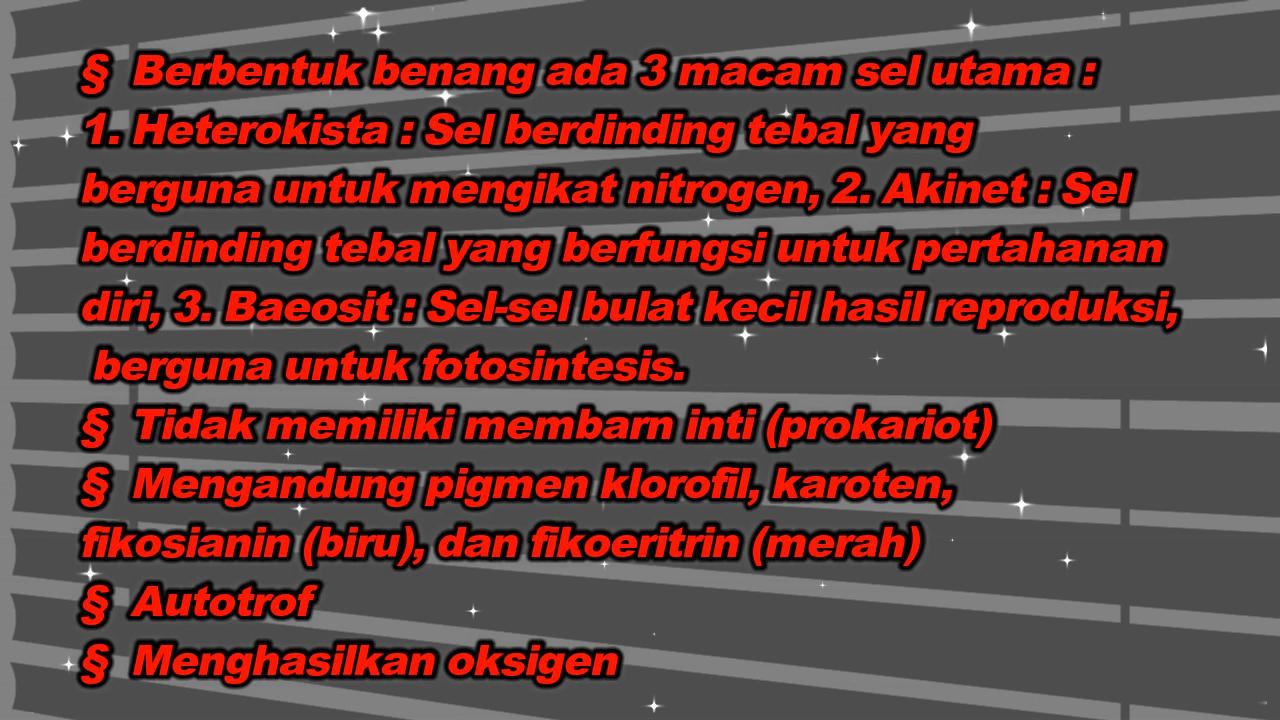 § Berbentuk benang ada 3 macam sel utama :
1. Heterokista : Sel berdinding tebal yang
berguna untuk mengikat nitrogen, 2. Akinet : Sel
berdinding tebal yang berfungsi untuk pertahanan
diri, 3. Baeosit : Sel-sel bulat kecil hasil reproduksi,
berguna untuk fotosintesis.
§ Tidak memiliki membarn inti (prokariot)
§ Mengandung pigmen klorofil, karoten,
fikosianin (biru), dan fikoeritrin (merah)
§ Autotrof
§ Menghasilkan oksigen